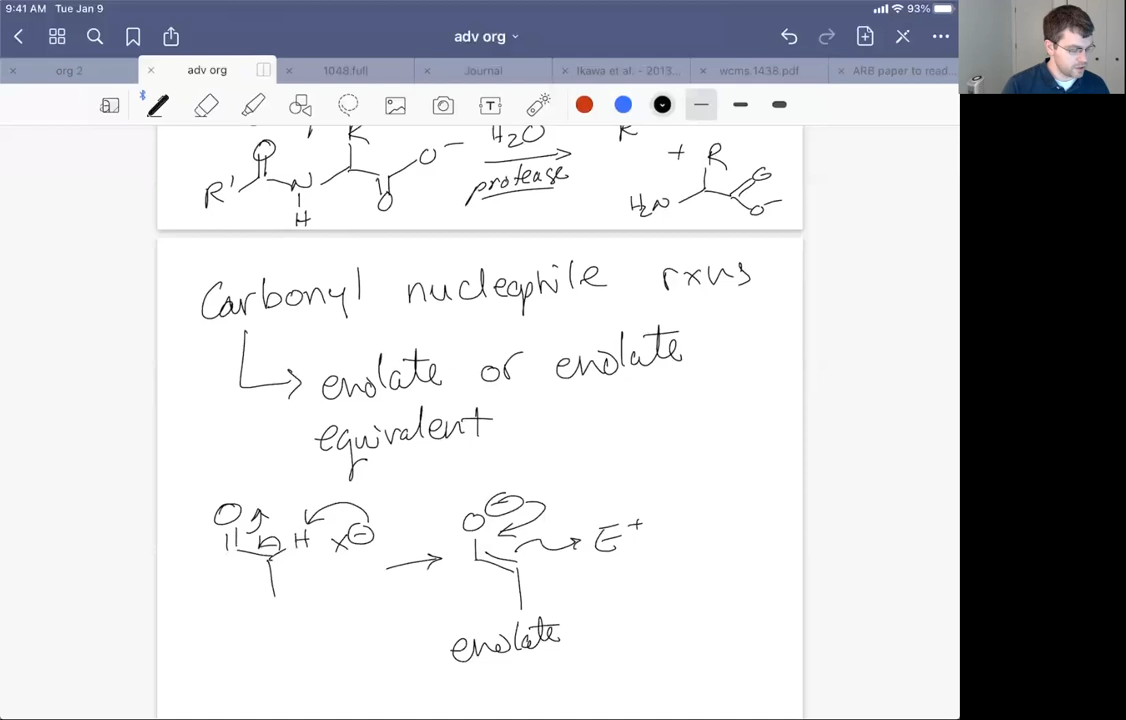 9:41 AM Tue Jan 9
93%
adv org
org 2
adv org
1048.full
Journal
Ikawa et al. - 2013...
wcms.1438.pdf
ARB paper to read...
T
R
H2O
R
O
O−
+ R
R'
N
protease
O
H
O
H2N
O−
Carbonyl nucleophile rxns
enolate or enolate
equivalent
O
H
X⊖
O⊖
E+
enolate